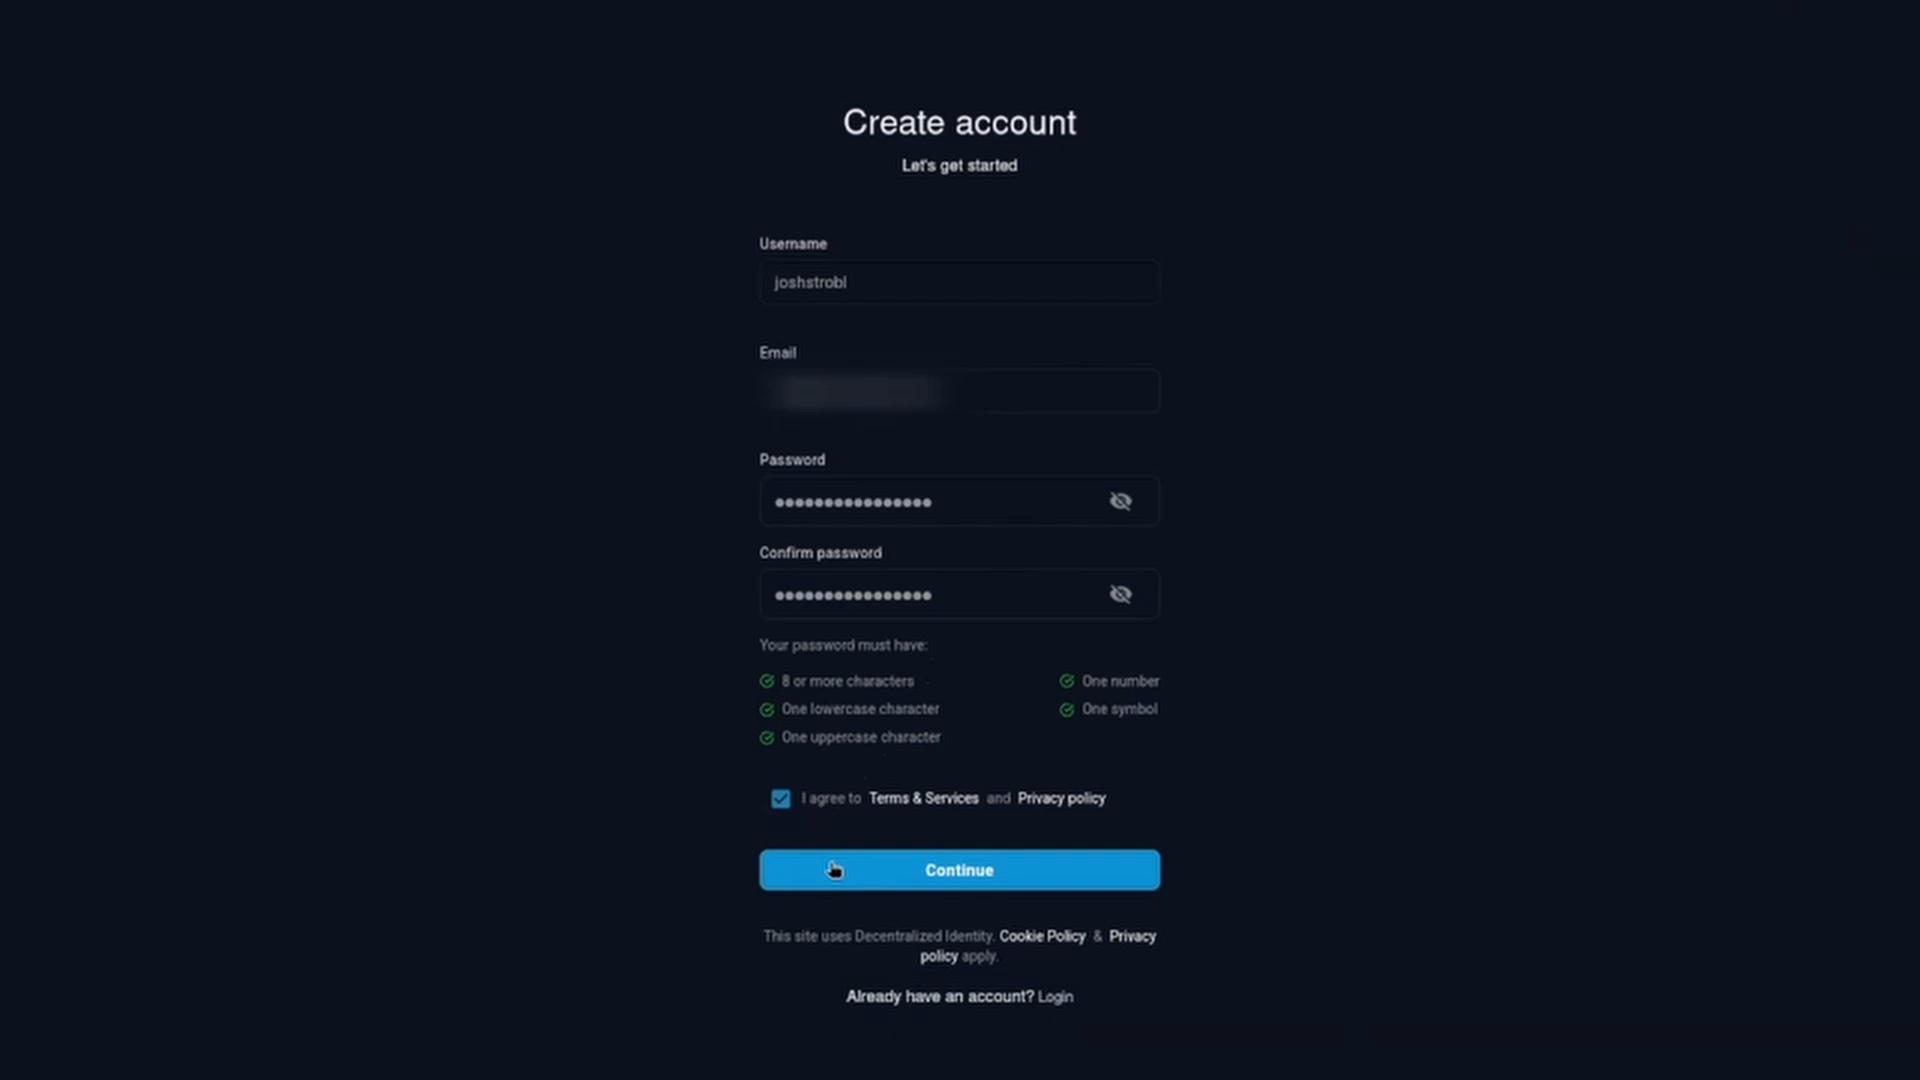 Create account
Let's get started
Username
joshstrobl
Email
Password
••••••••••••••••
Confirm password
••••••••••••••••
Your password must have:
8 or more characters
One number
One lowercase character
One symbol
One uppercase character
I agree to Terms & Services and Privacy policy
Continue
This site uses Decentralized Identity. Cookie Policy & Privacy
policy apply.
Already have an account? Login